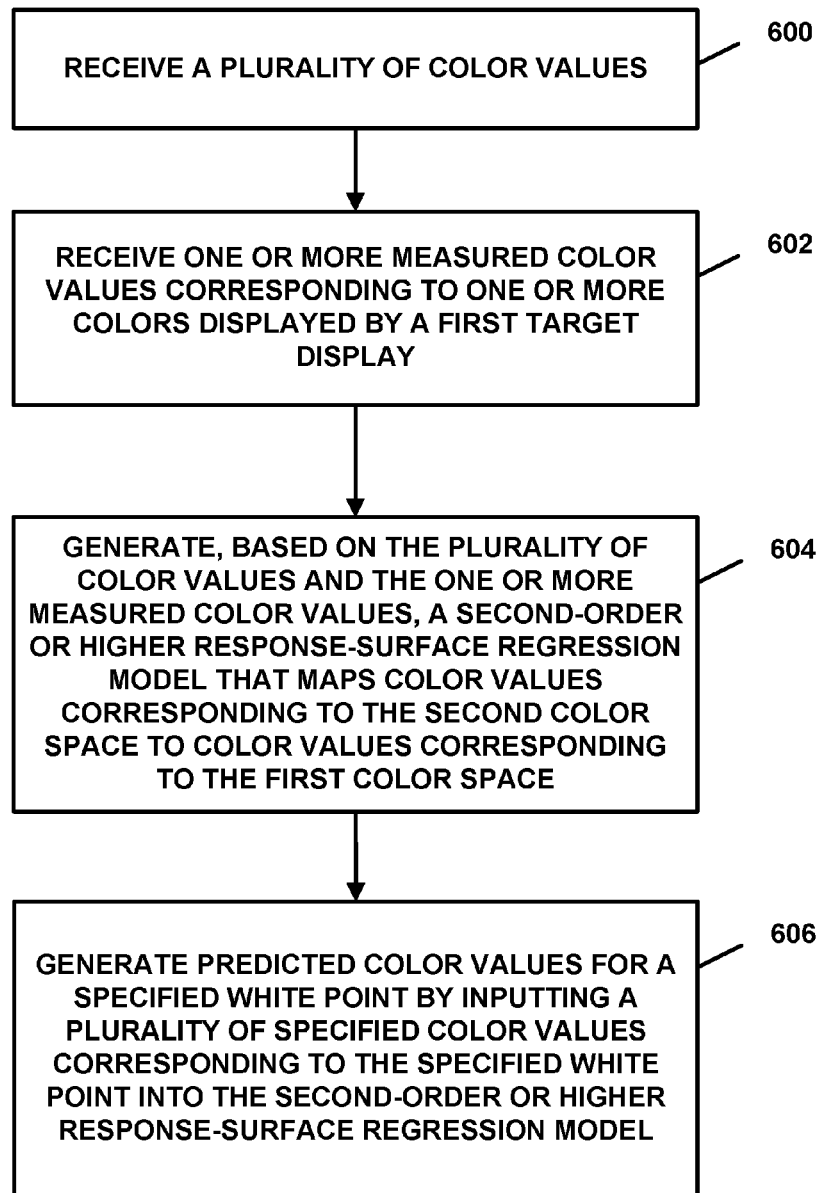 600
RECEIVE A PLURALITY OF COLOR VALUES
602
RECEIVE ONE OR MORE MEASURED COLOR
VALUES CORRESPONDING TO ONE OR MORE
COLORS DISPLAYED BY A FIRST TARGET
DISPLAY
604
GENERATE, BASED ON THE PLURALITY OF
COLOR VALUES AND THE ONE OR MORE
MEASURED COLOR VALUES, A SECOND-ORDER
OR HIGHER RESPONSE-SURFACE REGRESSION
MODEL THAT MAPS COLOR VALUES
CORRESPONDING TO THE SECOND COLOR
SPACE TO COLOR VALUES CORRESPONDING
TO THE FIRST COLOR SPACE
606
GENERATE PREDICTED COLOR VALUES FOR A
SPECIFIED WHITE POINT BY INPUTTING A
PLURALITY OF SPECIFIED COLOR VALUES
CORRESPONDING TO THE SPECIFIED WHITE
POINT INTO THE SECOND-ORDER OR HIGHER
RESPONSE-SURFACE REGRESSION MODEL